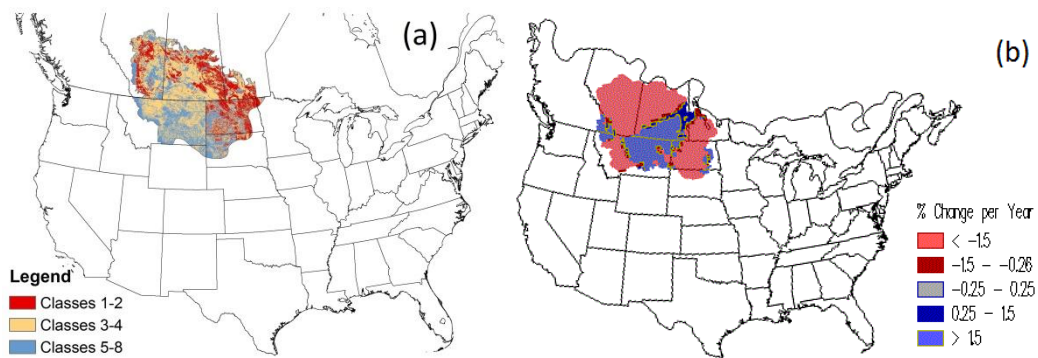 (a)
Legend
Classes 1-2
Classes 3-4
Classes 5-8
(b)
% Change per Year
< -1.5
-1.5 - -0.26
-0.25 - 0.25
0.25 - 1.5
> 1.5